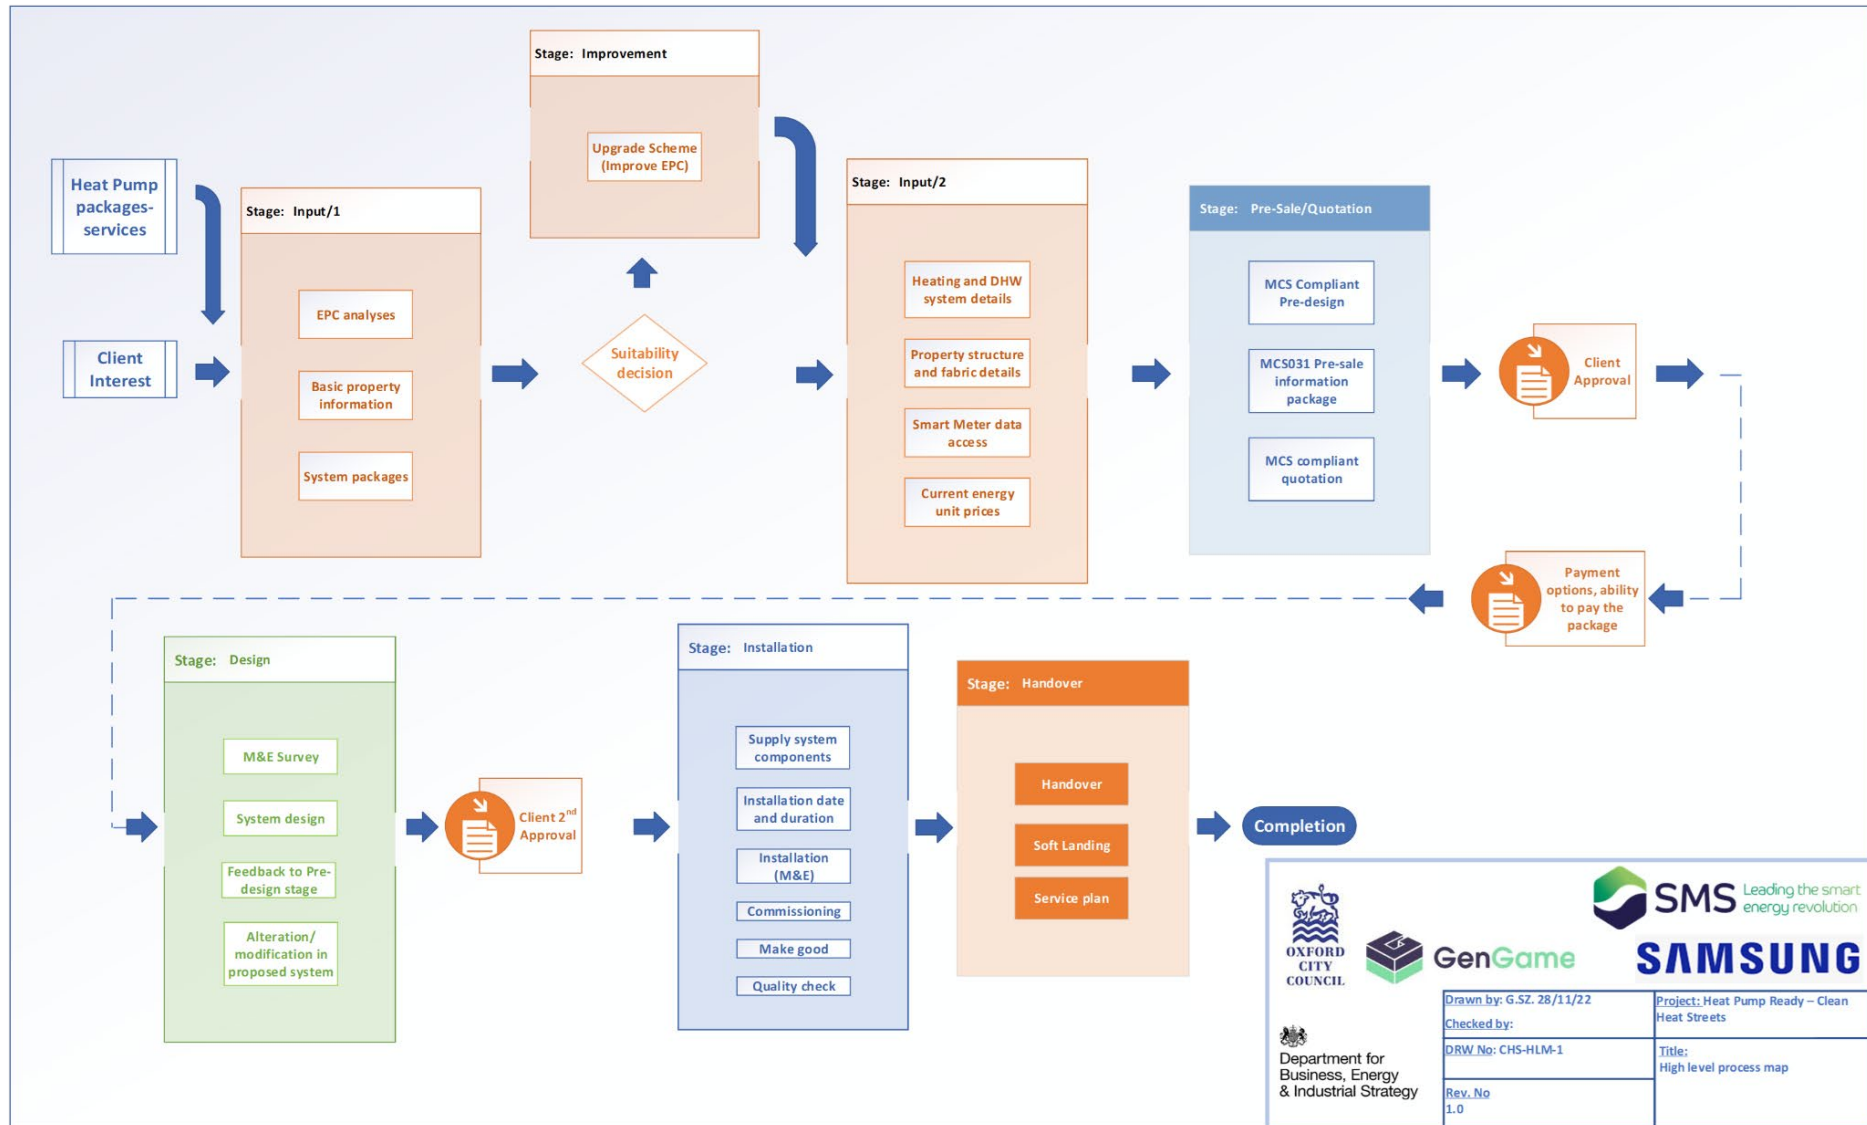 Stage: Improvement
Upgrade Scheme
(Improve EPC)
Heat Pump
packages-
services
Client
Interest
Stage: Input/1
EPC analyses
Basic property
information
System packages
Suitability
decision
Stage: Input/2
Heating and DHW
system details
Property structure
and fabric details
Smart Meter data
access
Current energy
unit prices
Stage: Pre-Sale/Quotation
MCS Compliant
Pre-design
MCS031 Pre-sale
information
package
MCS compliant
quotation
Client
Approval
Payment
options, ability
to pay the
package
Stage: Design
M&E Survey
System design
Feedback to Pre-
design stage
Alteration/
modification in
proposed system
Client 2nd
Approval
Stage: Installation
Supply system
components
Installation date
and duration
Installation
(M&E)
Commissioning
Make good
Quality check
Stage: Handover
Handover
Soft Landing
Service plan
Completion
OXFORD
CITY
COUNCIL
GenGame
SMS Leading the smart
energy revolution
SAMSUNG
Department for
Business, Energy
& Industrial Strategy
Drawn by: G.SZ. 28/11/22
Checked by:
DRW No: CHS-HLM-1
Rev. No
1.0
Project: Heat Pump Ready – Clean
Heat Streets
Title:
High level process map